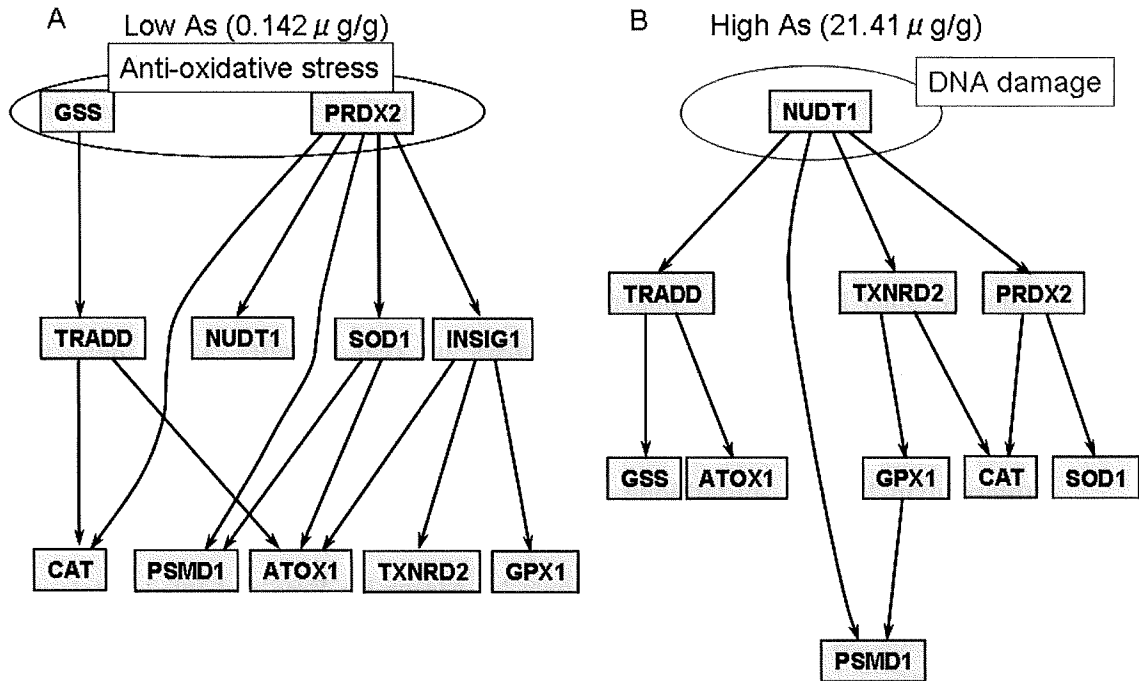 A
Low As (0.142 μ g/g)
Anti-oxidative stress
GSS
PRDX2
TRADD
NUDT1
SOD1
INSIG1
CAT
PSMD1
ATOX1
TXNRD2
GPX1
B
High As (21.41 μ g/g)
DNA damage
NUDT1
TRADD
TXNRD2
PRDX2
GSS
ATOX1
GPX1
CAT
SOD1
PSMD1